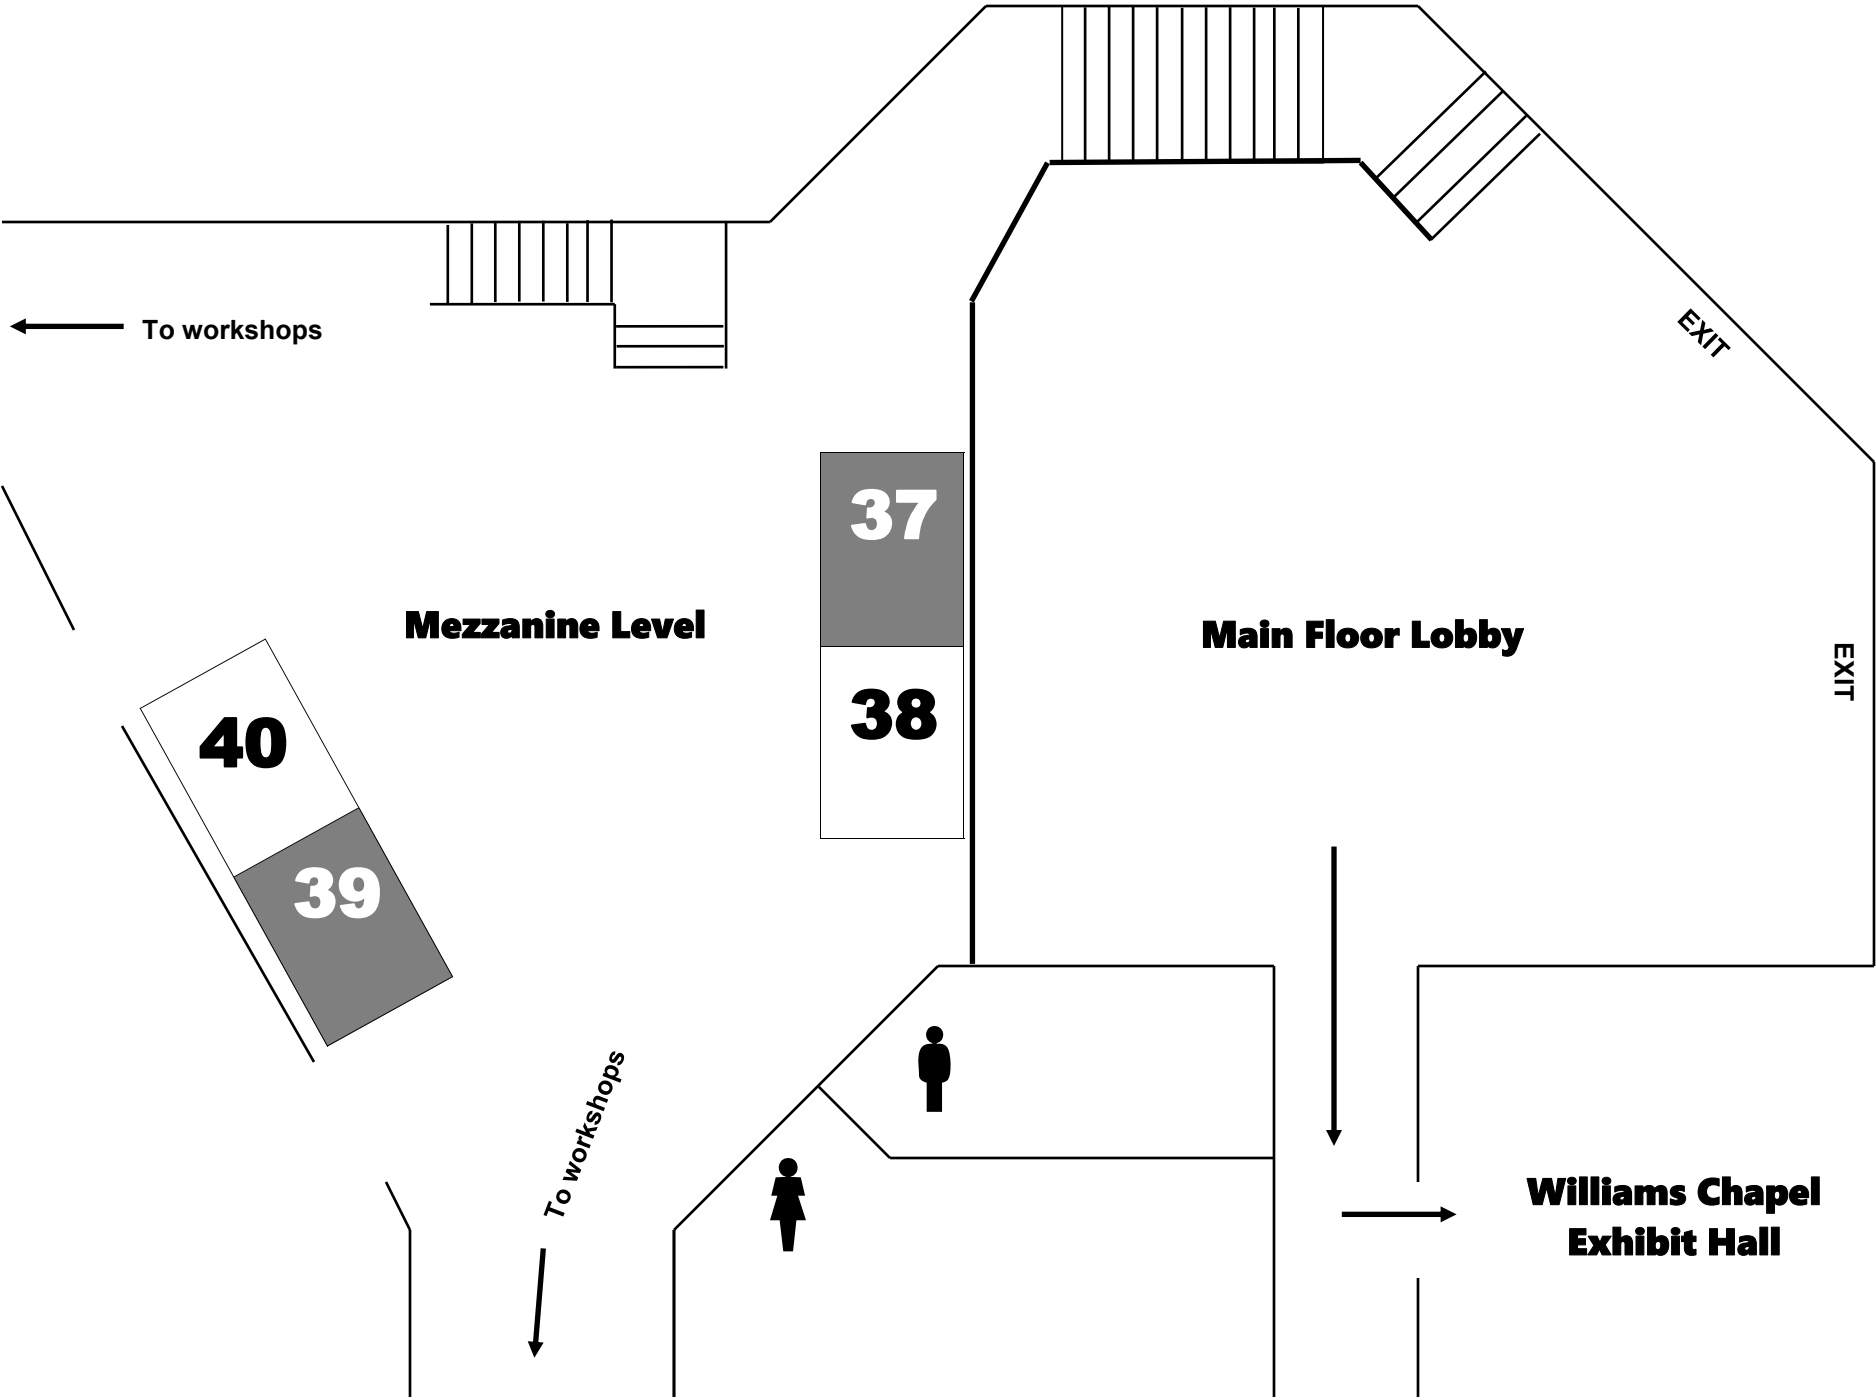 To workshops
EXIT
37
Mezzanine Level
Main Floor Lobby
EXIT
38
40
39
To workshops
Williams Chapel
Exhibit Hall